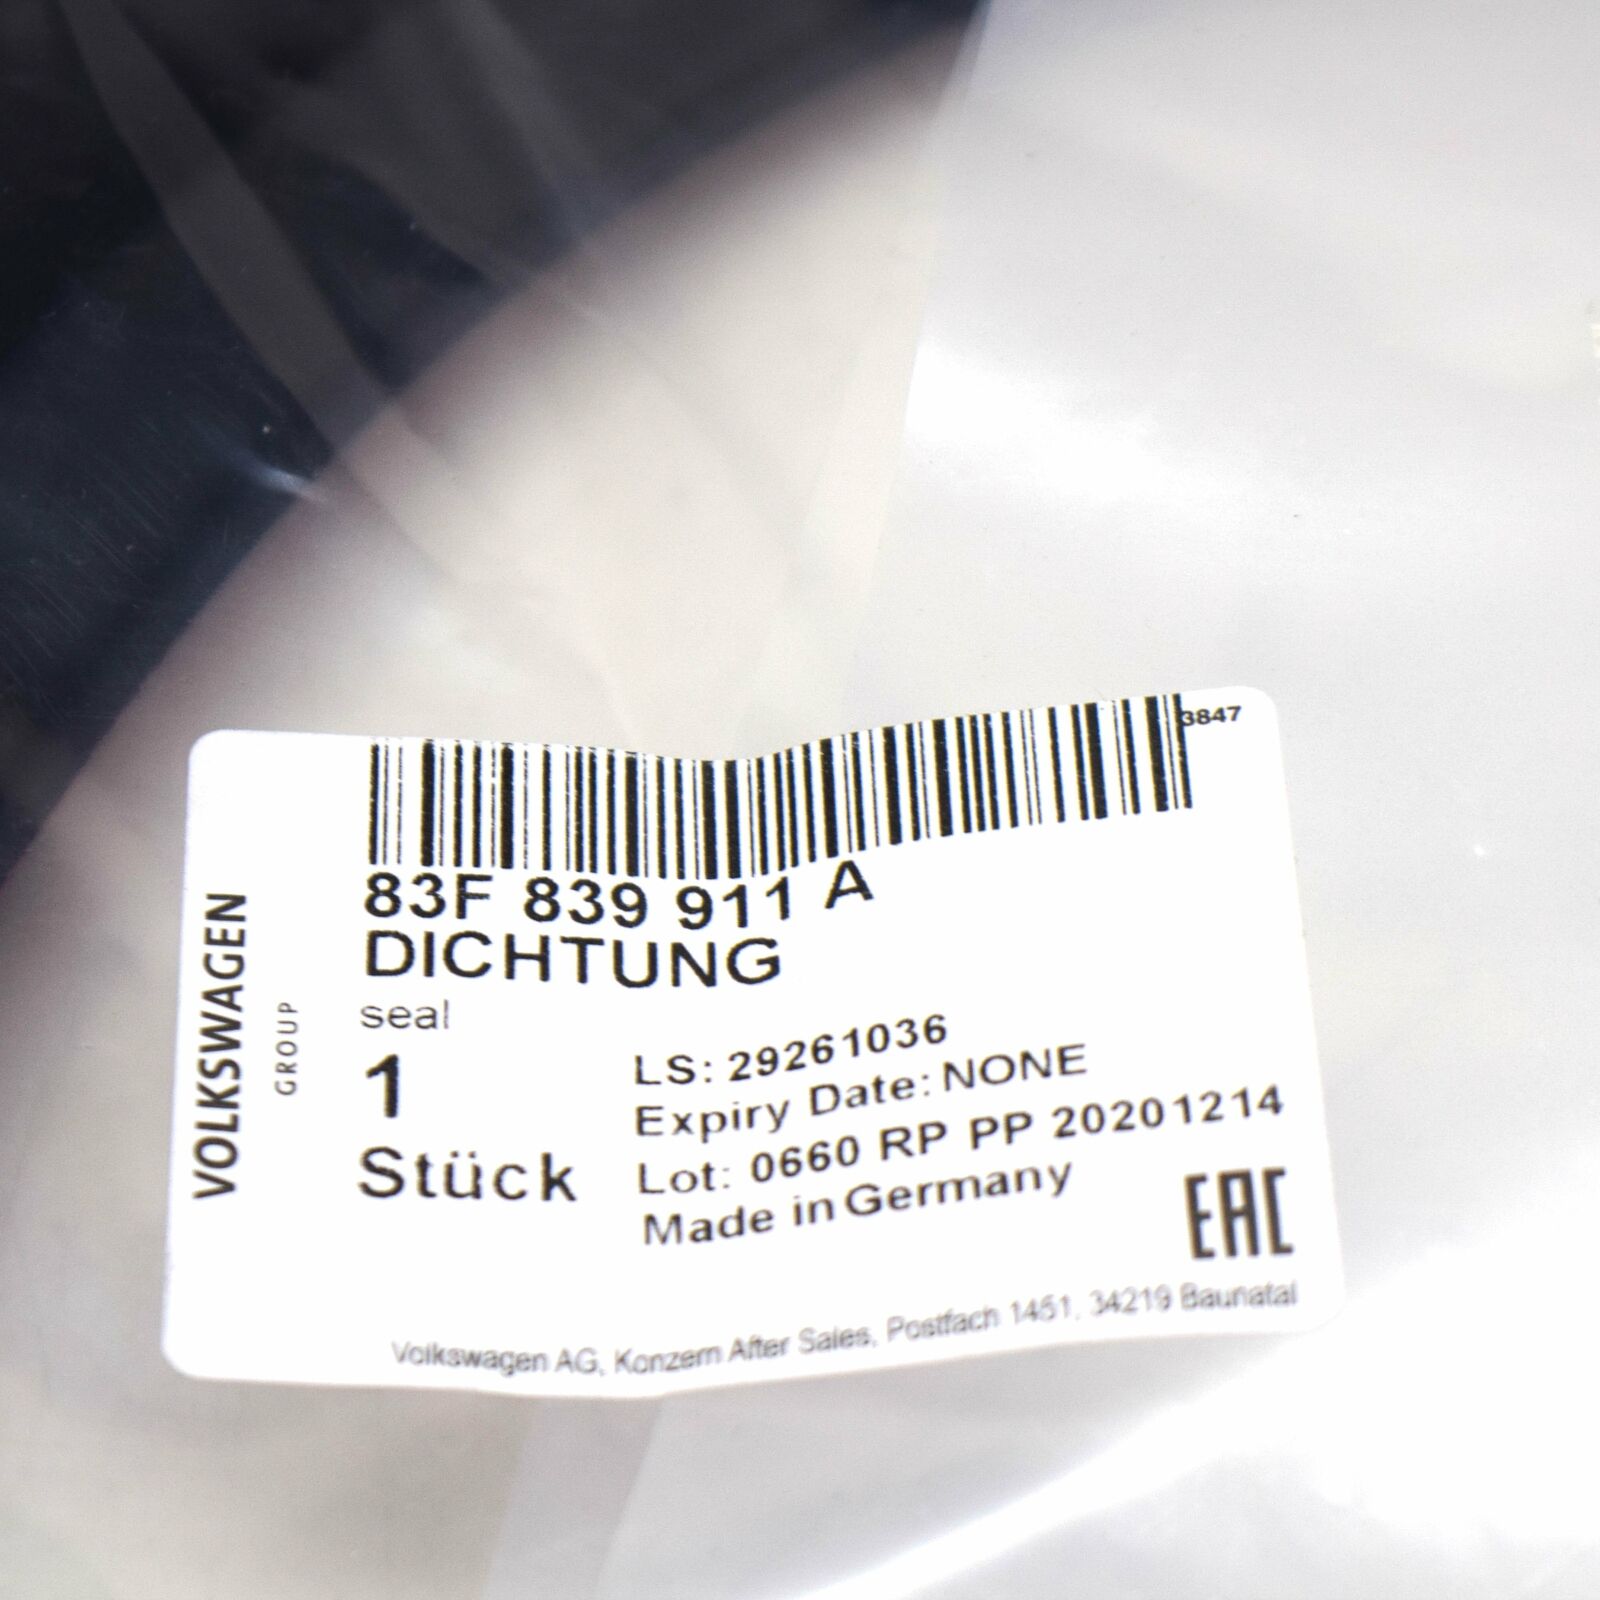 3847
83F 839 911 A
DICHTUNG
seal
1
Stück
LS: 29261036
Expiry Date: NONE
Lot: 0660 RP PP 20201214
Made in Germany
EAC
VOLKSWAGEN
GROUP
Volkswagen AG, Konzern After Sales, Postfach 1451, 34219 Baunatal